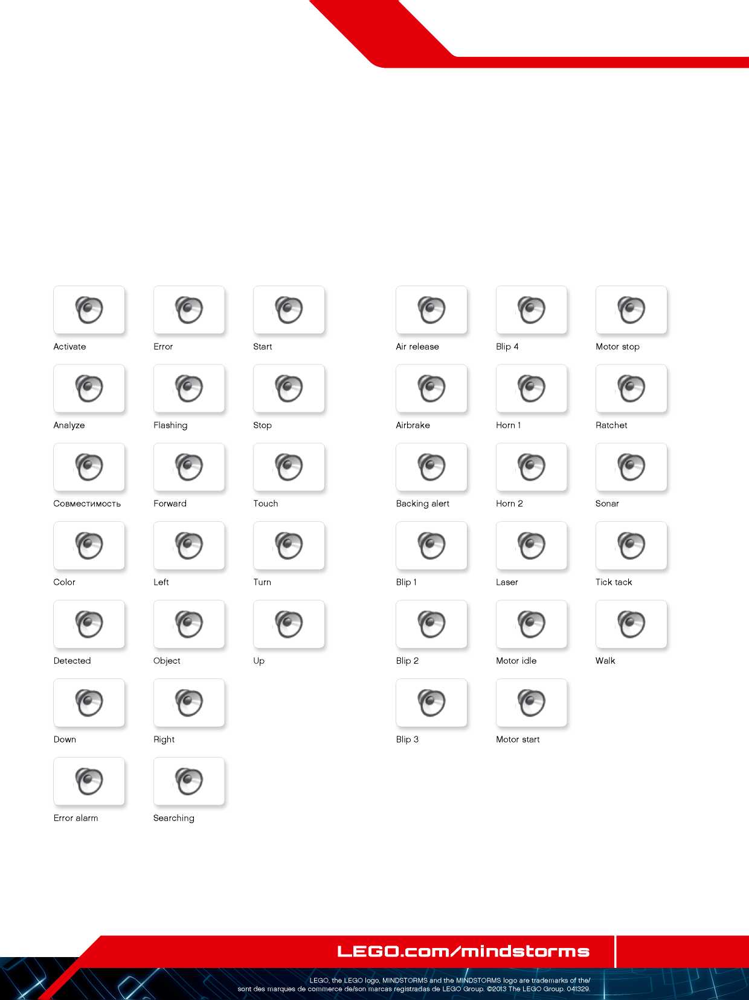 Activate
Error
Start
Air release
Blip 4
Motor stop
Analyze
Flashing
Stop
Airbrake
Horn 1
Ratchet
Совместимость
Forward
Touch
Backing alert
Horn 2
Sonar
Color
Left
Turn
Blip 1
Laser
Tick tack
Detected
Object
Up
Blip 2
Motor idle
Walk
Down
Right
Blip 3
Motor start
Error alarm
Searching
LEGO.com/mindstorms
LEGO, the LEGO logo, MINDSTORMS and the MINDSTORMS logo are trademarks of the/
sont des marques de commerce de/son marcas registradas de LEGO Group. ©2013 The LEGO Group. 041329.